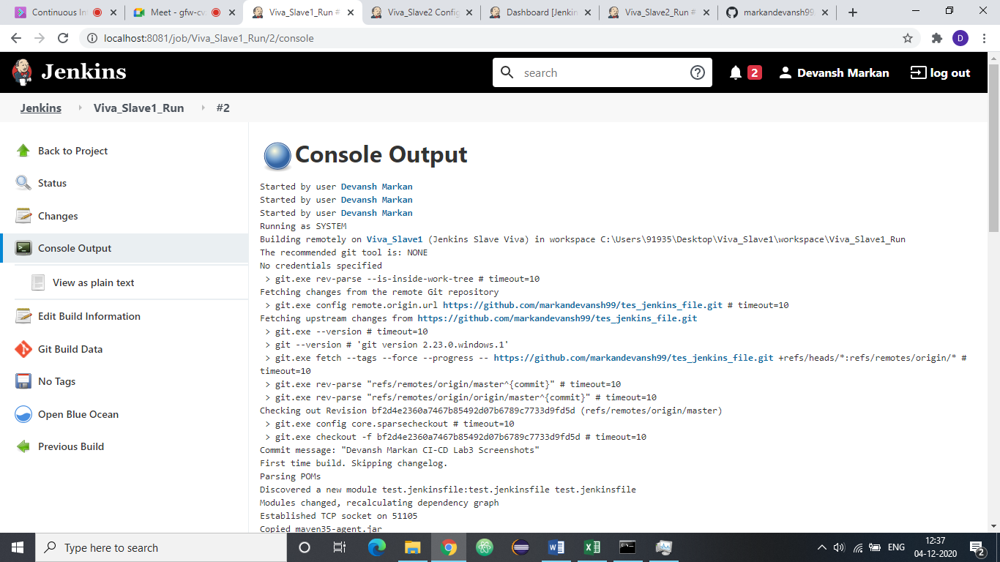 Continuous In
Meet - gfw-cv
Viva_Slave1_Run #
Viva_Slave2 Config
Dashboard [Jenkin
Viva_Slave2_Run #
markandevansh99
localhost:8081/job/Viva_Slave1_Run/2/console
D
Jenkins
search
2
Devansh Markan
log out
Jenkins
Viva_Slave1_Run
#2
Back to Project
Status
Changes
Console Output
View as plain text
Edit Build Information
Git Build Data
No Tags
Open Blue Ocean
Previous Build
Console Output
Started by user Devansh Markan
Started by user Devansh Markan
Started by user Devansh Markan
Running as SYSTEM
Building remotely on Viva_Slave1 (Jenkins Slave Viva) in workspace C:\Users\91935\Desktop\Viva_Slave1\workspace\Viva_Slave1_Run
The recommended git tool is: NONE
No credentials specified
> git.exe rev-parse --is-inside-work-tree # timeout=10
Fetching changes from the remote Git repository
> git.exe config remote.origin.url https://github.com/markandevansh99/tes_jenkins_file.git # timeout=10
Fetching upstream changes from https://github.com/markandevansh99/tes_jenkins_file.git
> git.exe --version # timeout=10
> git --version # 'git version 2.23.0.windows.1'
> git.exe fetch --tags --force --progress -- https://github.com/markandevansh99/tes_jenkins_file.git +refs/heads/*:refs/remotes/origin/* #
timeout=10
> git.exe rev-parse "refs/remotes/origin/master^{commit}" # timeout=10
> git.exe rev-parse "refs/remotes/origin/origin/master^{commit}" # timeout=10
Checking out Revision bf2d4e2360a7467b85492d07b6789c7733d9fd5d (refs/remotes/origin/master)
> git.exe config core.sparsecheckout # timeout=10
> git.exe checkout -f bf2d4e2360a7467b85492d07b6789c7733d9fd5d # timeout=10
Commit message: "Devansh Markan CI-CD Lab3 Screenshots"
First time build. Skipping changelog.
Parsing POMs
Discovered a new module test.jenkinsfile:test.jenkinsfile test.jenkinsfile
Modules changed, recalculating dependency graph
Established TCP socket on 51105
Copied maven35-agent.jar
Type here to search
ENG
12:37
04-12-2020
2